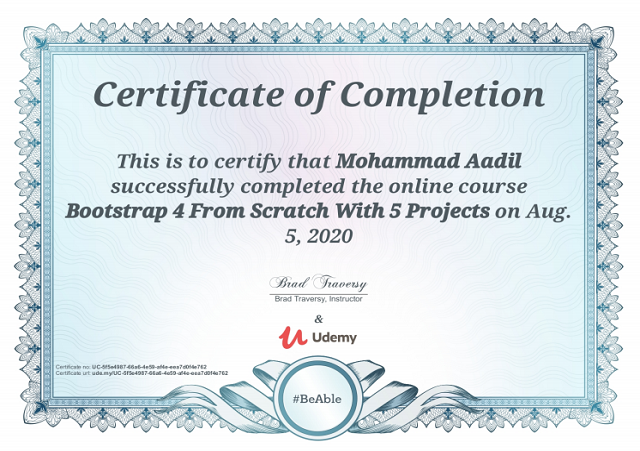 Certificate of Completion
This is to certify that Mohammad Aadil
successfully completed the online course
Bootstrap 4 From Scratch With 5 Projects on Aug.
5, 2020
Brad Traversy
Brad Traversy, Instructor
&
Udemy
Certificate no: UC-5f5e4987-66a6-4e59-af4e-eea7d0f4e762
Certificate url: ude.my/UC-5f5e4987-66a6-4e59-af4e-eea7d0f4e762
#BeAble